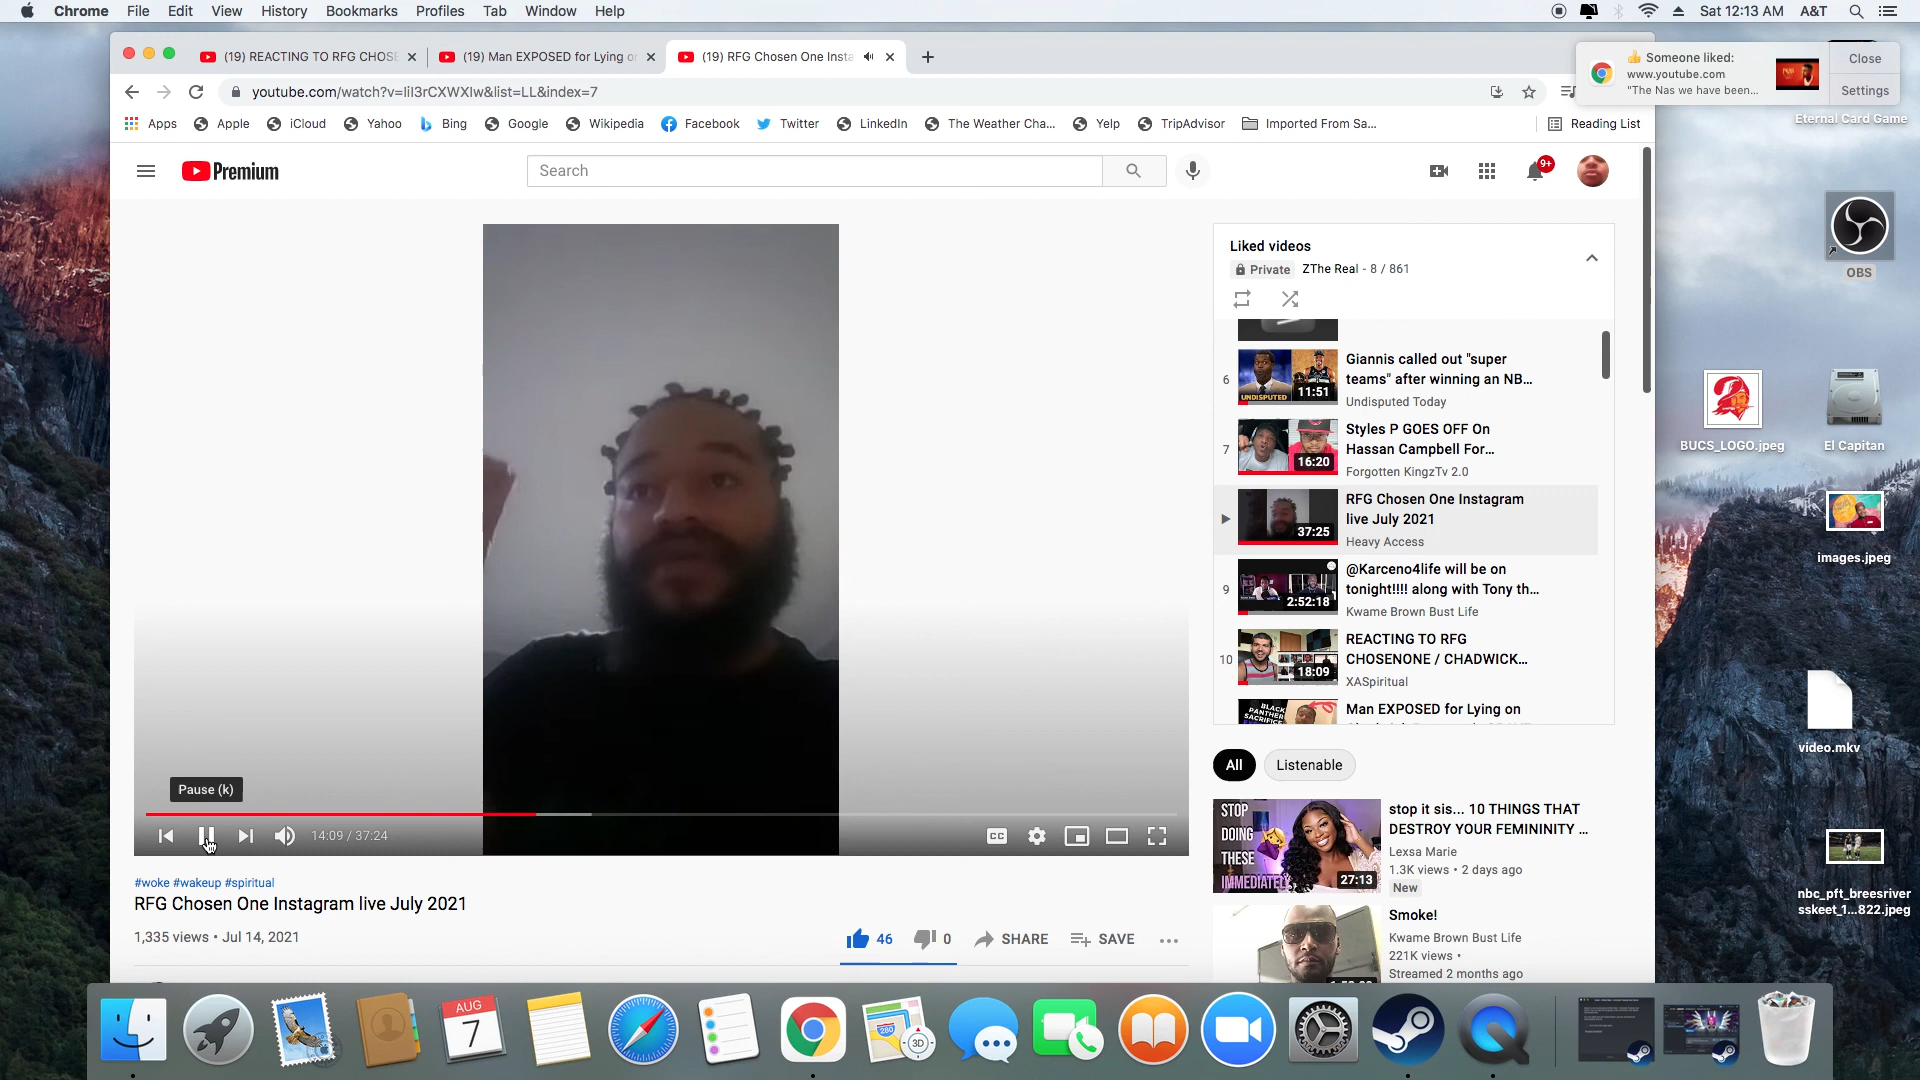 Chrome File Edit View History Bookmarks Profiles Tab Window Help
Sat 12:13 AM A&T
(19) REACTING TO RFG CHOSE
(19) Man EXPOSED for Lying or
(19) RFG Chosen One Insta
youtube.com/watch?v=Iil3rCXWXIw&list=LL&index=7
Apps Apple iCloud Yahoo Bing Google Wikipedia Facebook Twitter LinkedIn The Weather Cha... Yelp TripAdvisor Imported From Sa... Reading List
Someone liked:
www.youtube.com
"The Nas we have been...
Close
Settings
Eternal Card Game
Premium
Search
9+
OBS
Liked videos
Private ZThe Real - 8 / 861
6
UNDISPUTED
11:51
Giannis called out "super
teams" after winning an NB...
Undisputed Today
7
16:20
Styles P GOES OFF On
Hassan Campbell For...
Forgotten KingzTv 2.0
37:25
RFG Chosen One Instagram
live July 2021
Heavy Access
9
2:52:18
@Karceno4life will be on
tonight!!!! along with Tony th...
Kwame Brown Bust Life
10
18:09
REACTING TO RFG
CHOSENONE / CHADWICK...
XASpiritual
BLACK
PANTHER
SACRIFICE
Man EXPOSED for Lying on
All
Listenable
STOP
DOING
THESE
IMMEDIATELY
27:13
stop it sis... 10 THINGS THAT
DESTROY YOUR FEMININITY ...
Lexsa Marie
1.3K views • 2 days ago
New
Smoke!
Kwame Brown Bust Life
221K views •
Streamed 2 months ago
Pause (k)
14:09 / 37:24
CC
#woke #wakeup #spiritual
RFG Chosen One Instagram live July 2021
1,335 views • Jul 14, 2021
46
0
SHARE
SAVE
BUCS_LOGO.jpeg
El Capitan
images.jpeg
video.mkv
nbc_pft_breesriver
sskeet_1...822.jpeg
AUG
7
280
3D